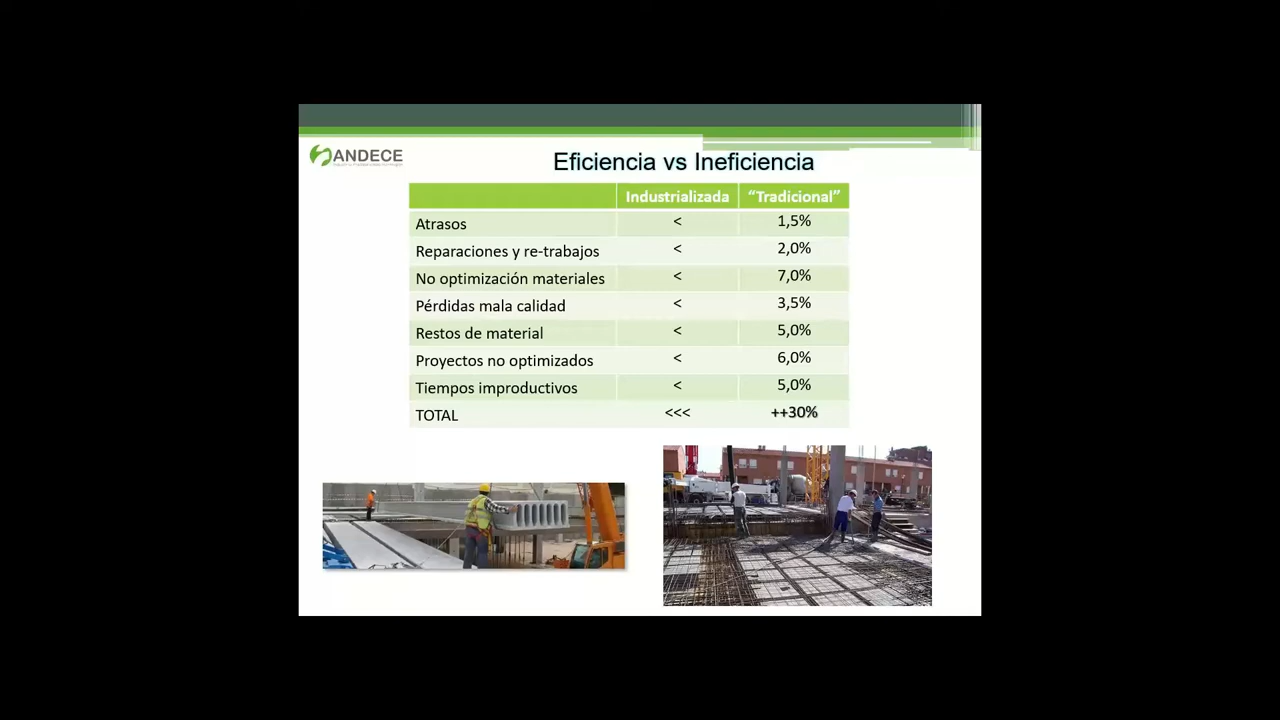 ANDECE
Eficiencia vs Ineficiencia
Industrializada “Tradicional”
Atrasos < 1,5%
Reparaciones y re-trabajos < 2,0%
No optimización materiales < 7,0%
Pérdidas mala calidad < 3,5%
Restos de material < 5,0%
Proyectos no optimizados < 6,0%
Tiempos improductivos < 5,0%
TOTAL <<< ++30%